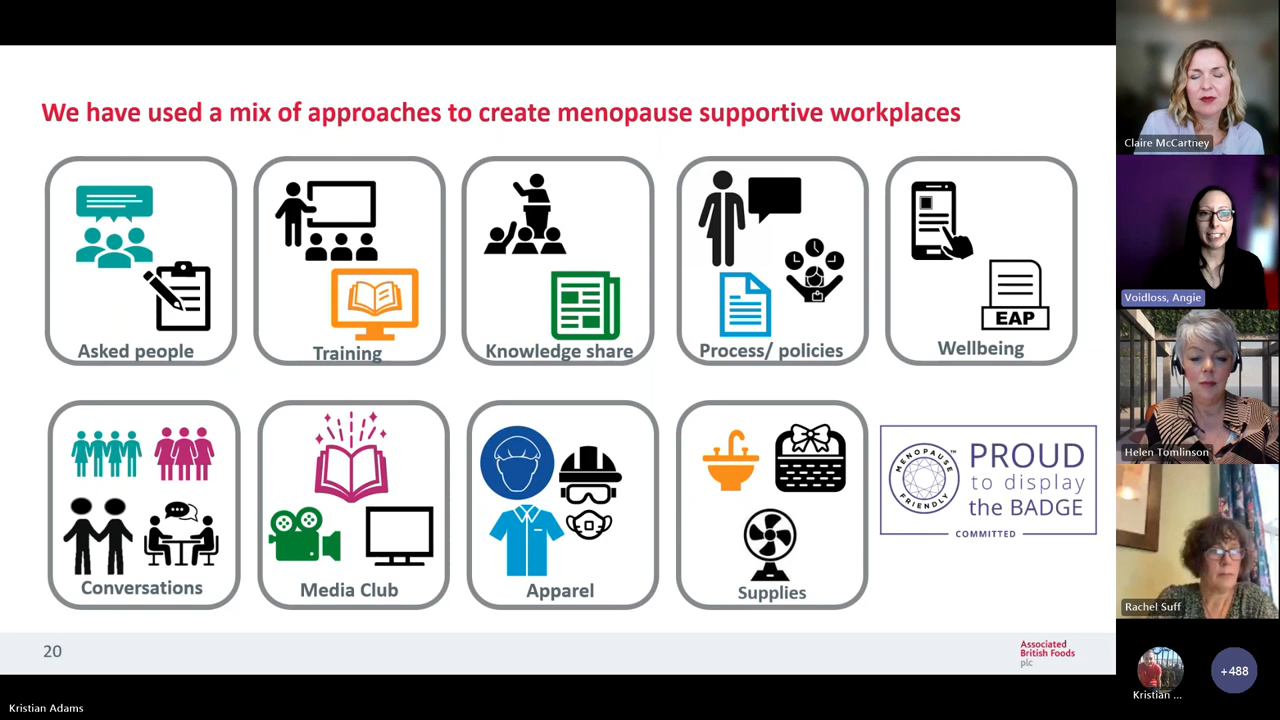 We have used a mix of approaches to create menopause supportive workplaces
Asked people
Training
Knowledge share
Process/ policies
EAP
Wellbeing
Conversations
Media Club
Apparel
Supplies
MENOPAUSE
FRIENDLY
™
PROUD
to display
the BADGE
COMMITTED
20
Associated
British Foods
plc
Claire McCartney
Voidloss, Angie
Helen Tomlinson
Rachel Suff
Kristian ...
+488
Kristian Adams